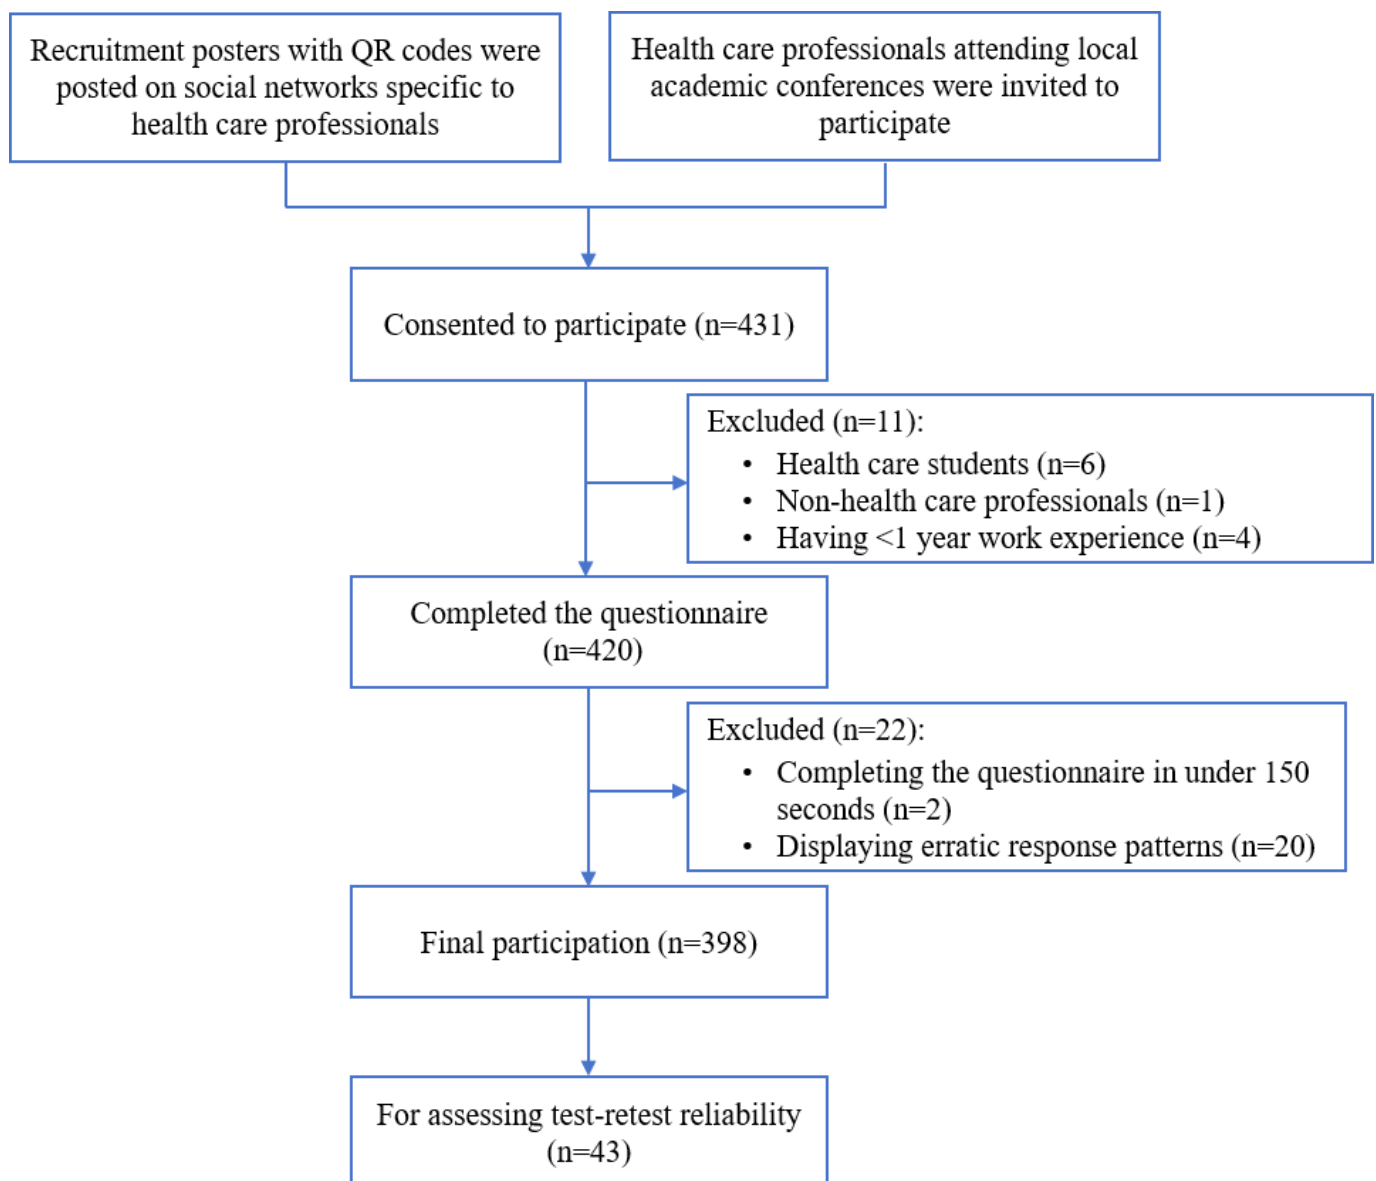 Recruitment posters with QR codes were
posted on social networks specific to
health care professionals
Health care professionals attending local
academic conferences were invited to
participate
Consented to participate (n=431)
Excluded (n=11):
• Health care students (n=6)
• Non-health care professionals (n=1)
• Having <1 year work experience (n=4)
Completed the questionnaire
(n=420)
Excluded (n=22):
• Completing the questionnaire in under 150
seconds (n=2)
• Displaying erratic response patterns (n=20)
Final participation (n=398)
For assessing test-retest reliability
(n=43)